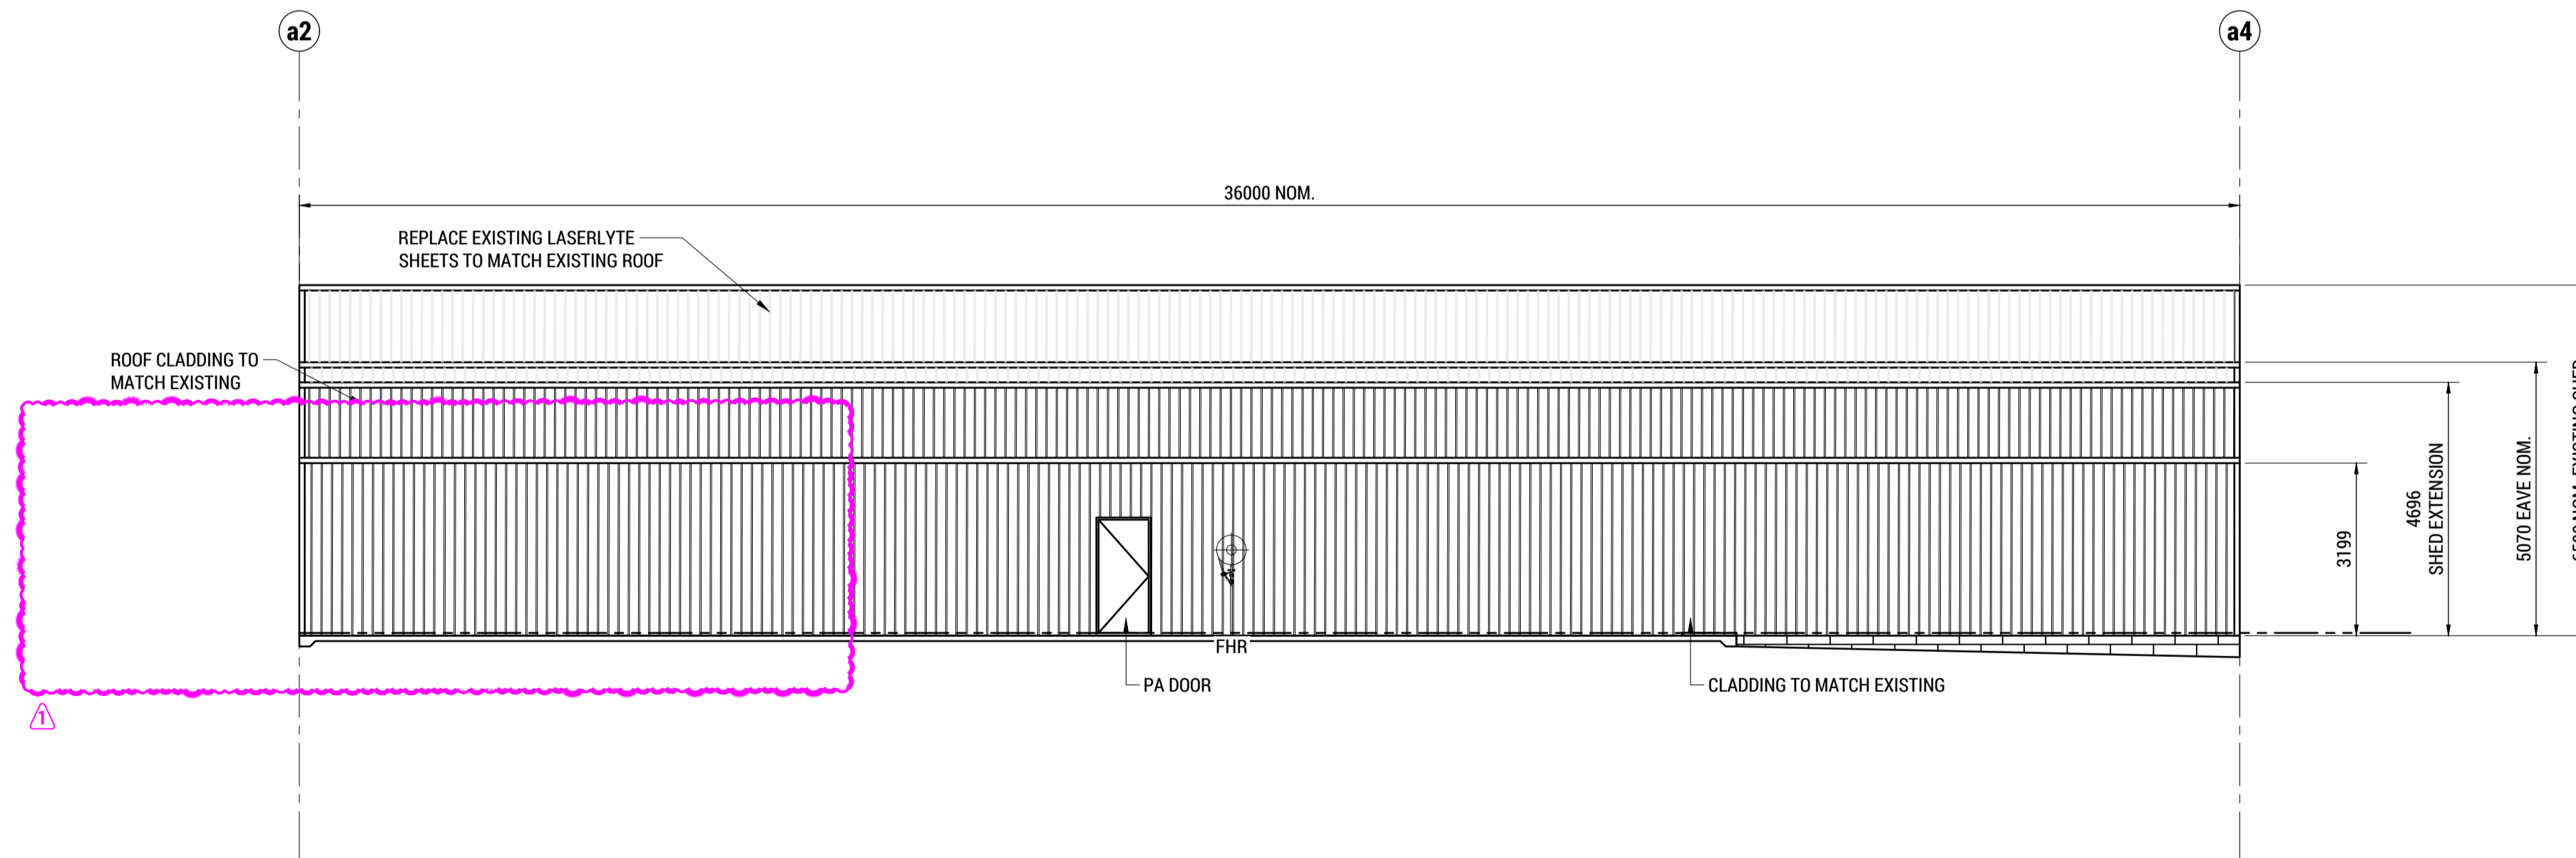 a2
a4
36000 NOM.
REPLACE EXISTING LASERLYTE
SHEETS TO MATCH EXISTING ROOF
ROOF CLADDING TO
MATCH EXISTING
3199
4696
SHED EXTENSION
5070 EAVE NOM.
FHR
PA DOOR
CLADDING TO MATCH EXISTING
1